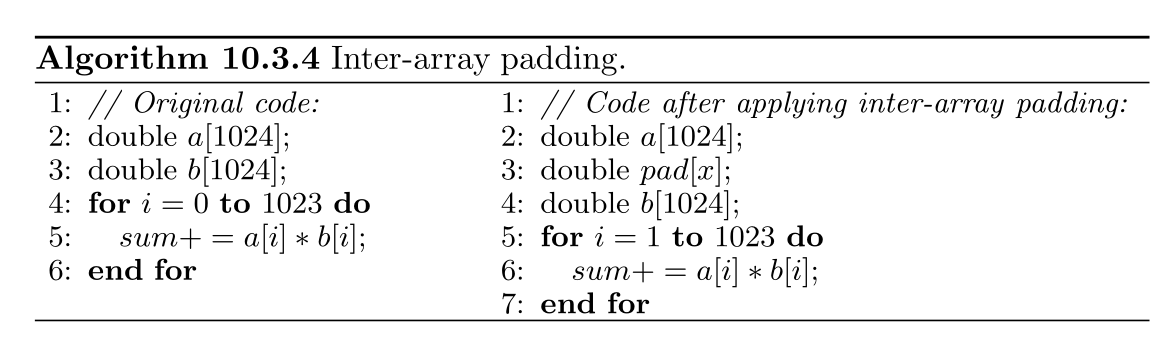 Algorithm 10.3.4 Inter-array padding.
1: // Original code:
2: double a[1024];
3: double b[1024];
4: for i = 0 to 1023 do
5: sum+ = a[i] ∗ b[i];
6: end for
1: // Code after applying inter-array padding:
2: double a[1024];
3: double pad[x];
4: double b[1024];
5: for i = 1 to 1023 do
6: sum+ = a[i] ∗ b[i];
7: end for